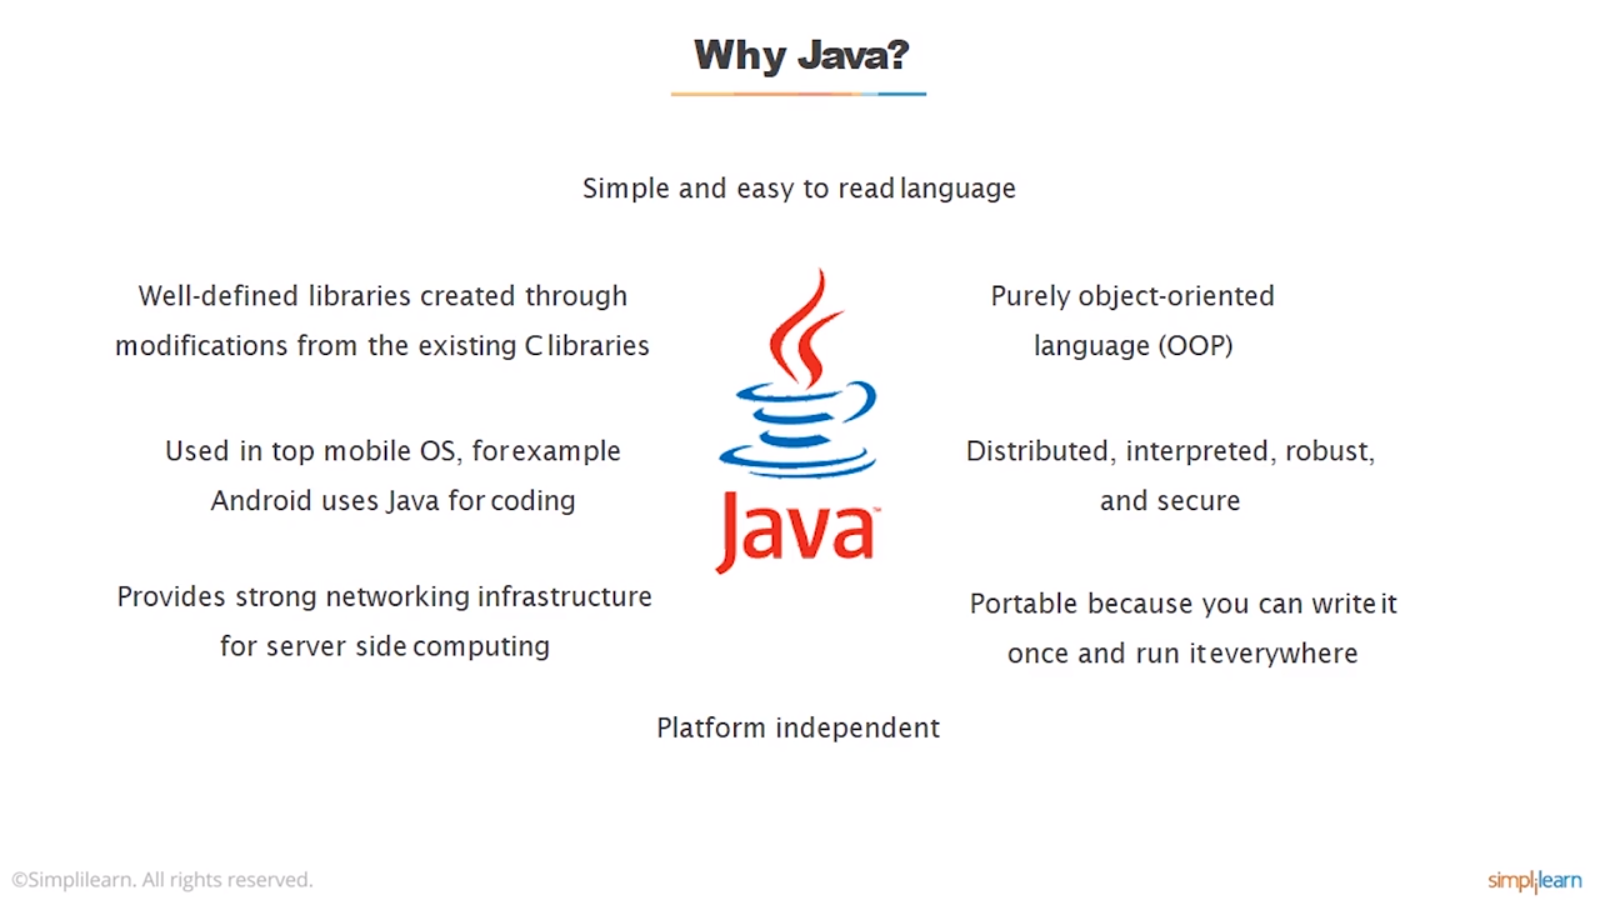 Why Java?
Simple and easy to read language
Well-defined libraries created through
modifications from the existing C libraries
Purely object-oriented
language (OOP)
Used in top mobile OS, for example
Android uses Java for coding
Distributed, interpreted, robust,
and secure
Java™
Provides strong networking infrastructure
for server side computing
Portable because you can write it
once and run it everywhere
Platform independent
©Simplilearn. All rights reserved.
simplilearn